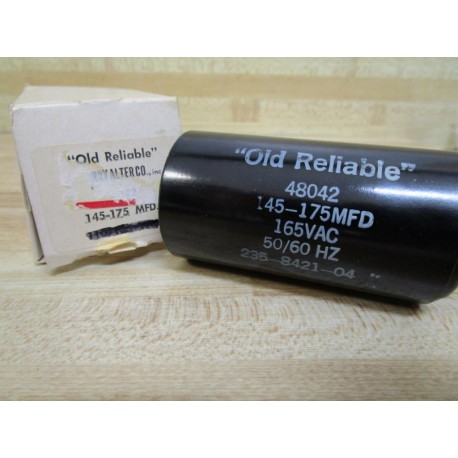 "Old Reliable"
ALTER CO., Inc
145-175 MFD.
"Old Reliable"
48042
145-175MFD
165VAC
50/60 HZ
235-8421-04 "